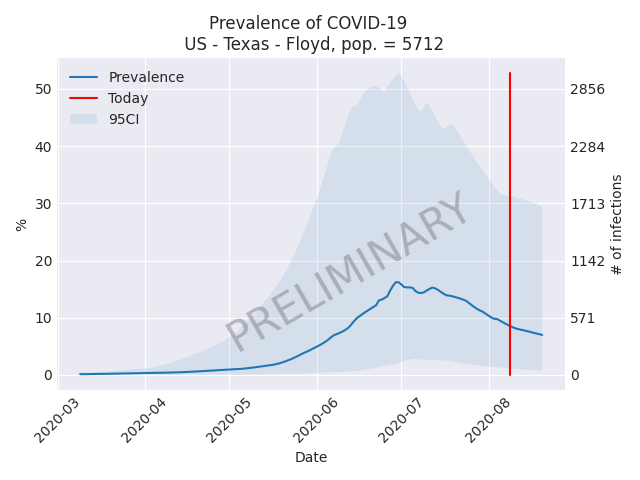 Prevalence of COVID-19
US - Texas - Floyd, pop. = 5712
Prevalence
Today
95CI
50
40
30
20
10
0
%
2856
2284
1713
1142
571
0
# of infections
PRELIMINARY
2020-03
2020-04
2020-05
2020-06
2020-07
2020-08
Date